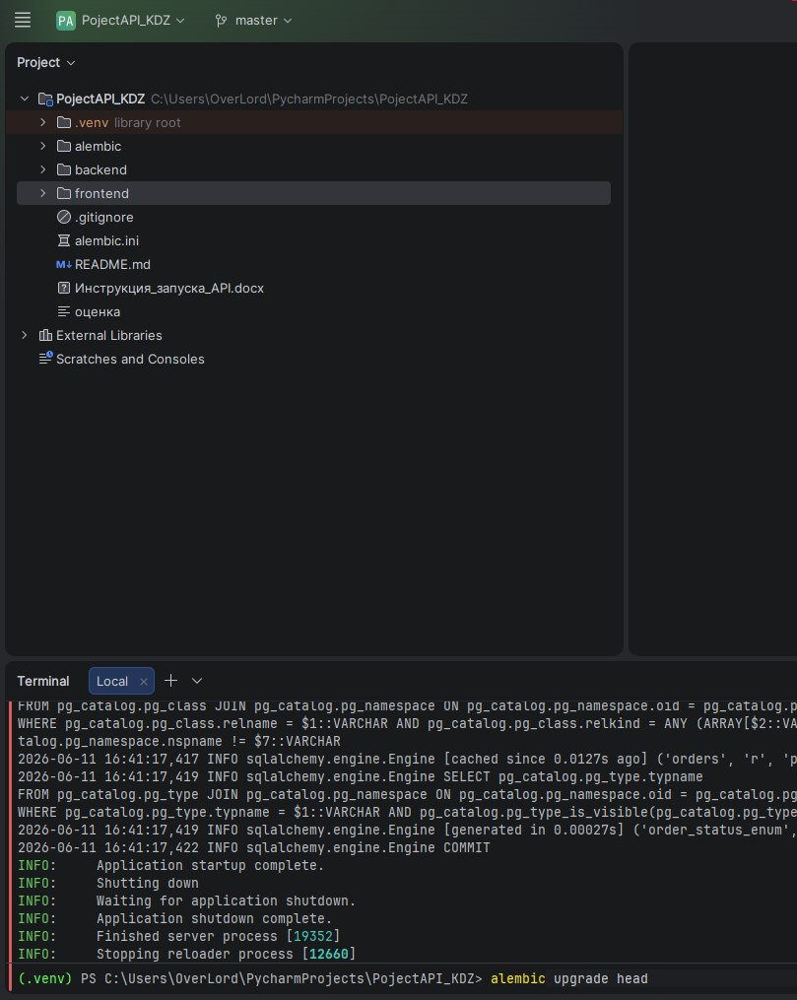 PA PojectAPI_KDZ master
Project
PojectAPI_KDZ C:\Users\OverLord\PycharmProjects\PojectAPI_KDZ
.venv library root
alembic
backend
frontend
.gitignore
alembic.ini
M↓ README.md
Инструкция_запуска_API.docx
оценка
External Libraries
Scratches and Consoles
Terminal Local
FROM pg_catalog.pg_class JOIN pg_catalog.pg_namespace ON pg_catalog.pg_namespace.oid = pg_catalog.p
WHERE pg_catalog.pg_class.relname = $1::VARCHAR AND pg_catalog.pg_class.relkind = ANY (ARRAY[$2::VA
talog.pg_namespace.nspname != $7::VARCHAR
2026-06-11 16:41:17,417 INFO sqlalchemy.engine.Engine [cached since 0.0127s ago] ('orders', 'r', 'p
2026-06-11 16:41:17,419 INFO sqlalchemy.engine.Engine SELECT pg_catalog.pg_type.typname
FROM pg_catalog.pg_type JOIN pg_catalog.pg_namespace ON pg_catalog.pg_namespace.oid = pg_catalog.pg
WHERE pg_catalog.pg_type.typname = $1::VARCHAR AND pg_catalog.pg_type_is_visible(pg_catalog.pg_type
2026-06-11 16:41:17,419 INFO sqlalchemy.engine.Engine [generated in 0.00027s] ('order_status_enum',
2026-06-11 16:41:17,422 INFO sqlalchemy.engine.Engine COMMIT
INFO: Application startup complete.
INFO: Shutting down
INFO: Waiting for application shutdown.
INFO: Application shutdown complete.
INFO: Finished server process [19352]
INFO: Stopping reloader process [12660]
(.venv) PS C:\Users\OverLord\PycharmProjects\PojectAPI_KDZ> alembic upgrade head